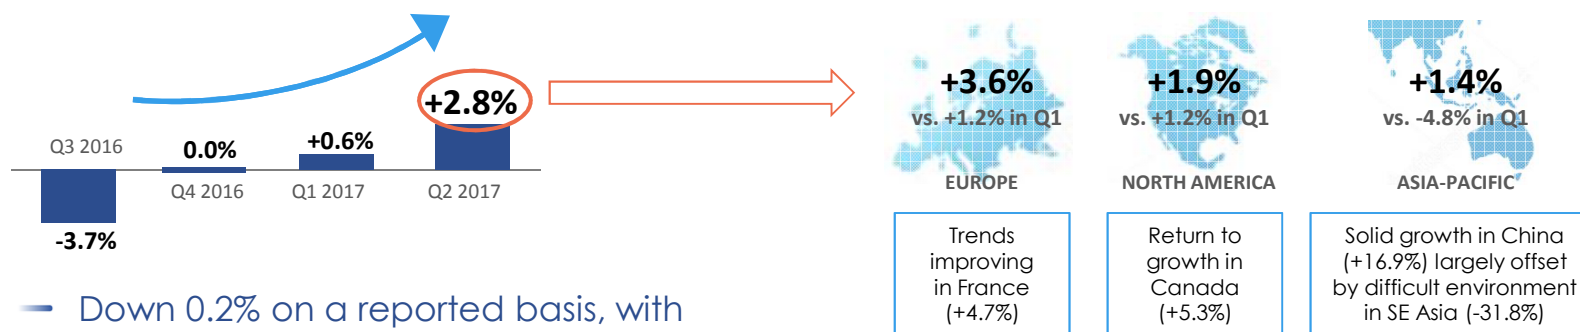 Q3 2016
-3.7%
0.0%
Q4 2016
+0.6%
Q1 2017
+2.8%
Q2 2017
– Down 0.2% on a reported basis, with
+3.6%
vs. +1.2% in Q1
EUROPE
Trends
improving
in France
(+4.7%)
+1.9%
vs. +1.2% in Q1
NORTH AMERICA
Return to
growth in
Canada
(+5.3%)
+1.4%
vs. -4.8% in Q1
ASIA-PACIFIC
Solid growth in China
(+16.9%) largely offset
by difficult environment
in SE Asia (-31.8%)